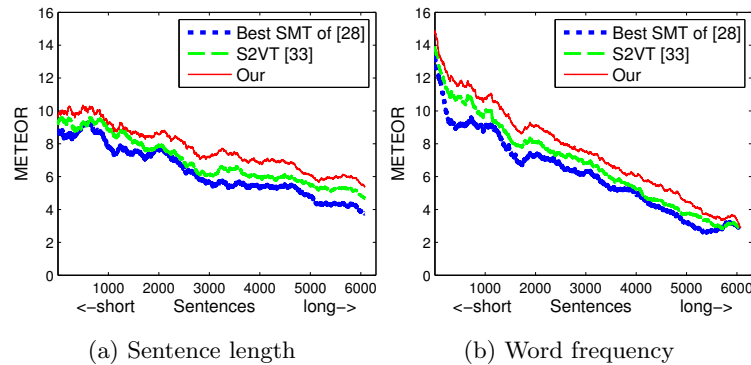 16
14
12
10
8
6
4
2
0
METEOR
Best SMT of [28]
S2VT [33]
Our
1000 2000 3000 4000 5000 6000
<-short Sentences long->
(a) Sentence length
16
14
12
10
8
6
4
2
0
METEOR
Best SMT of [28]
S2VT [33]
Our
1000 2000 3000 4000 5000 6000
<-short Sentences long->
(b) Word frequency